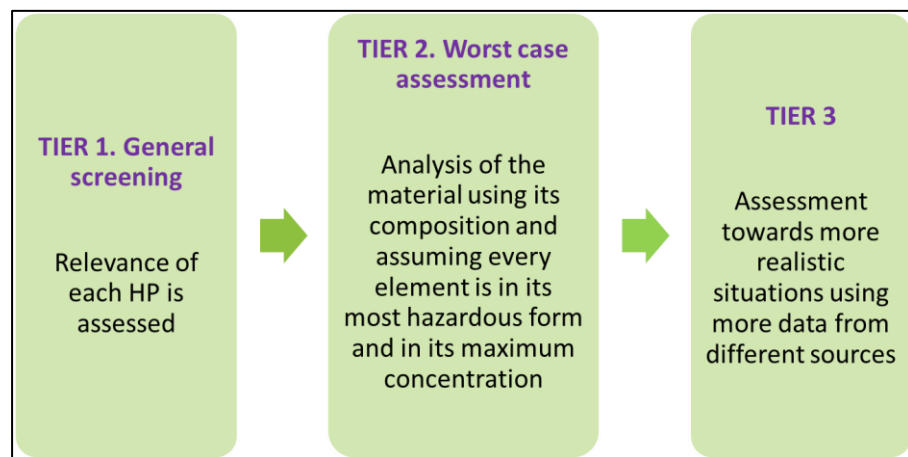 TIER 1. General
screening
Relevance of
each HP is
assessed
TIER 2. Worst case
assessment
Analysis of the
material using its
composition and
assuming every
element is in its
most hazardous form
and in its maximum
concentration
TIER 3
Assessment
towards more
realistic
situations using
more data from
different sources